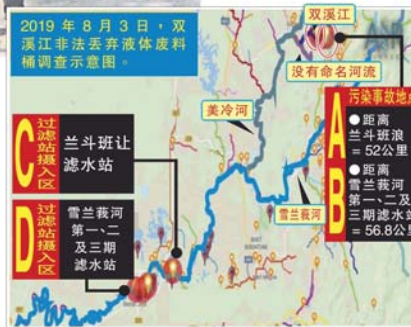 2019 年 8 月 3 日，双
溪江非法丢弃液体废料
桶调查示意图。
双溪江
没有命名河流
美冷河
雪兰莪河
C
过滤站摄入区
兰斗班让
滤水站
D
过滤站摄入区
雪兰莪河
第一、二
及三期
滤水站
污染事故地
A
●距离
兰斗班浪
＝52公里
B
●距离
雪兰莪河
第一、二及
三期滤水站
＝56.8公里